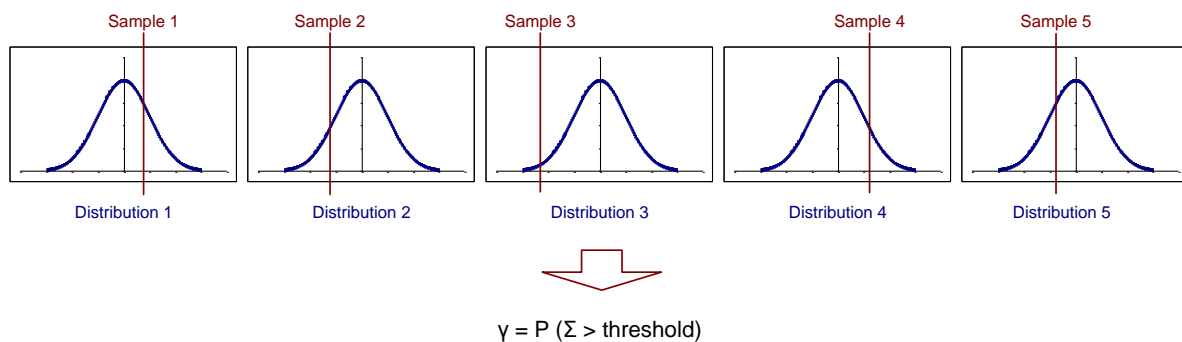 Sample 1 Sample 2 Sample 3 Sample 4 Sample 5
Distribution 1 Distribution 2 Distribution 3 Distribution 4 Distribution 5
γ = P (Σ > threshold)